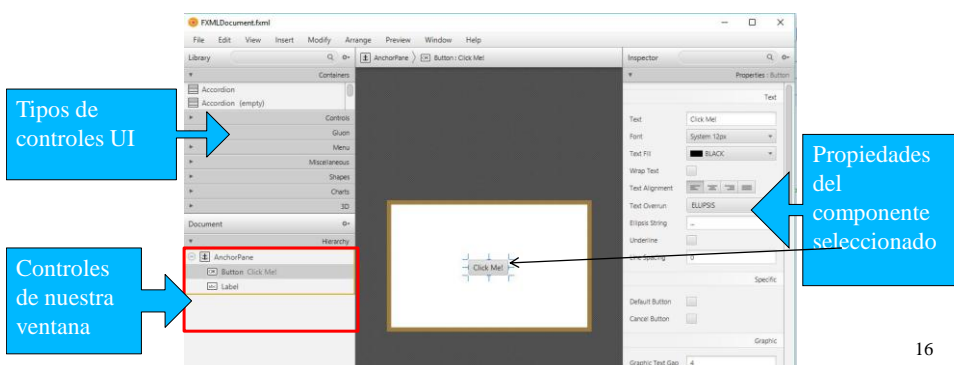 FXMLDocument.fxml
File Edit View Insert Modify Arrange Preview Window Help
Library
AnchorPane
Button : Click Me!
Inspector
Containers
Properties : Button
Accordion
Accordion (empty)
Controls
Gluon
Menu
Miscellaneous
Shapes
Charts
3D
Document
Hierarchy
AnchorPane
Button Click Me!
Label
Click Me!
Text
Text Click Me!
Font System 12px
Text Fill BLACK
Wrap Text
Text Alignment
Text Overrun ELLIPSIS
Ellipsis String
Underline
Line Spacing 0
Specific
Default Button
Cancel Button
Graphic
Graphic Text Gap 4
Tipos de
controles UI
Controles
de nuestra
ventana
Propiedades
del
componente
seleccionado
16